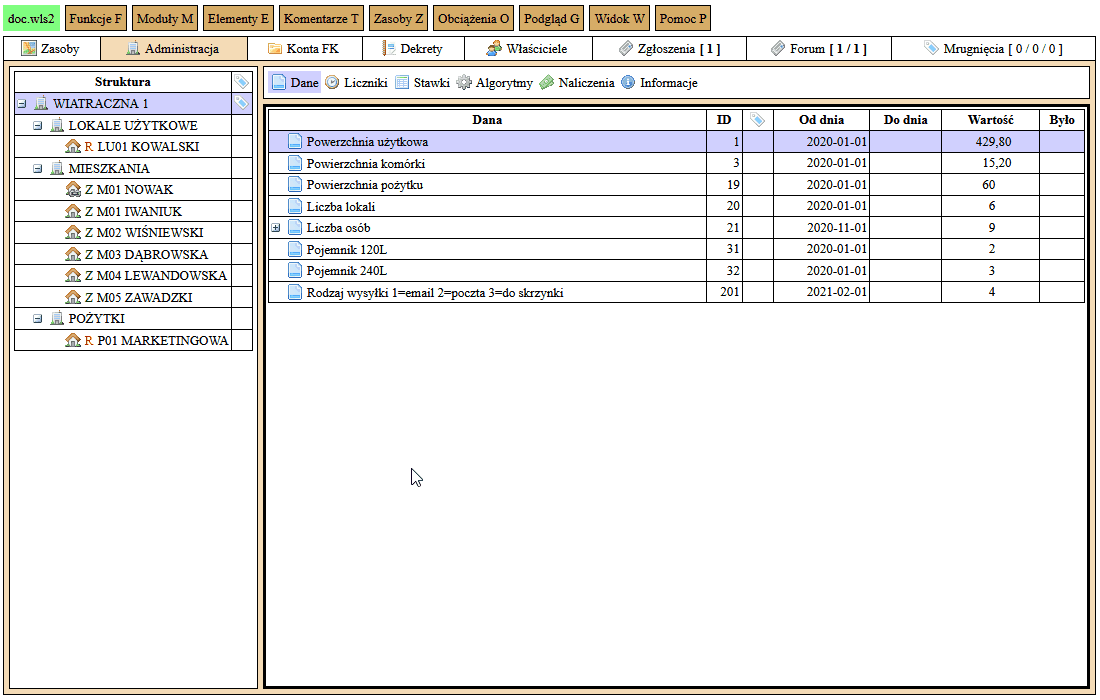 doc.wls2 Funkcje F Moduły M Elementy E Komentarze T Zasoby Z Obciążenia O Podgląd G Widok W Pomoc P
Zasoby Administracja Konta FK Dekrety Właściciele Zgłoszenia [ 1 ] Forum [ 1 / 1 ] Mrugnięcia [ 0 / 0 / 0 ]
Struktura
WIATRACZNA 1
LOKALE UŻYTKOWE
R LU01 KOWALSKI
MIESZKANIA
Z M01 NOWAK
Z M01 IWANIUK
Z M02 WIŚNIEWSKI
Z M03 DĄBROWSKA
Z M04 LEWANDOWSKA
Z M05 ZAWADZKI
POŻYTKI
R P01 MARKETINGOWA
Dane Liczniki Stawki Algorytmy Naliczenia Informacje
Dana ID Od dnia Do dnia Wartość Było
Powerzchnia użytkowa 1 2020-01-01 429,80
Powierzchnia komórki 3 2020-01-01 15,20
Powierzchnia pożytku 19 2020-01-01 60
Liczba lokali 20 2020-01-01 6
Liczba osób 21 2020-11-01 9
Pojemnik 120L 31 2020-01-01 2
Pojemnik 240L 32 2020-01-01 3
Rodzaj wysyłki 1=email 2=poczta 3=do skrzynki 201 2021-02-01 4